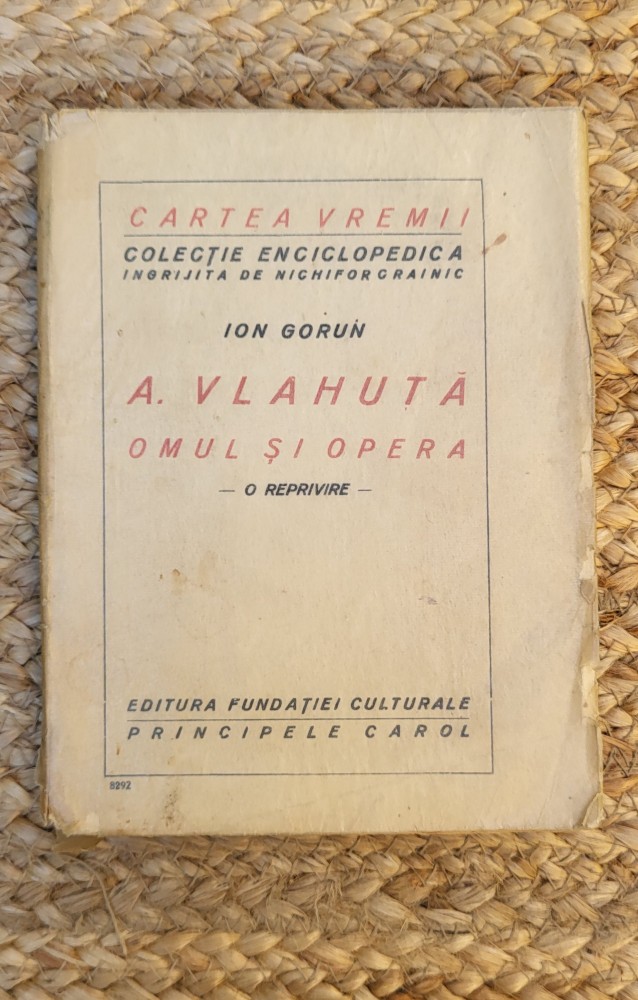 CARTEA VREMII
COLECȚIE ENCICLOPEDICA
INGRIJITA DE NICHIFOR CRAINIC
ION GORUN
A. VLAHUȚĂ
OMUL ȘI OPERA
— O REPRIVIRE —
EDITURA FUNDAȚIEI CULTURALE
PRINCIPELE CAROL
8292